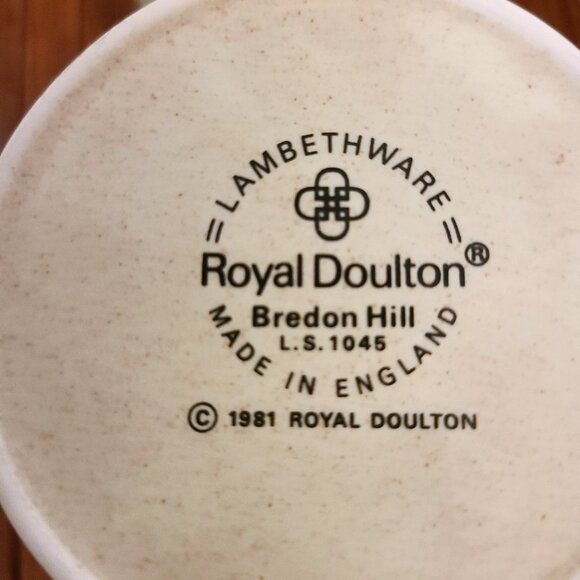 = LAMBETHWARE =
Royal Doulton®
Bredon Hill
L.S. 1045
MADE IN ENGLAND
© 1981 ROYAL DOULTON